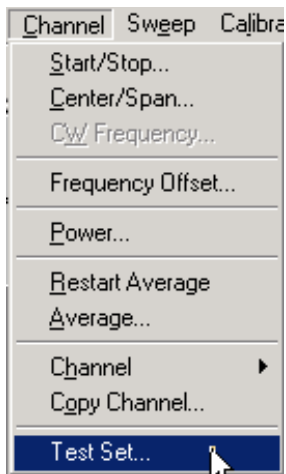 Channel Sweep Calibra
Start/Stop...
Center/Span...
CW Frequency...
Frequency Offset...
Power...
Restart Average
Average...
Channel
Copy Channel...
Test Set...